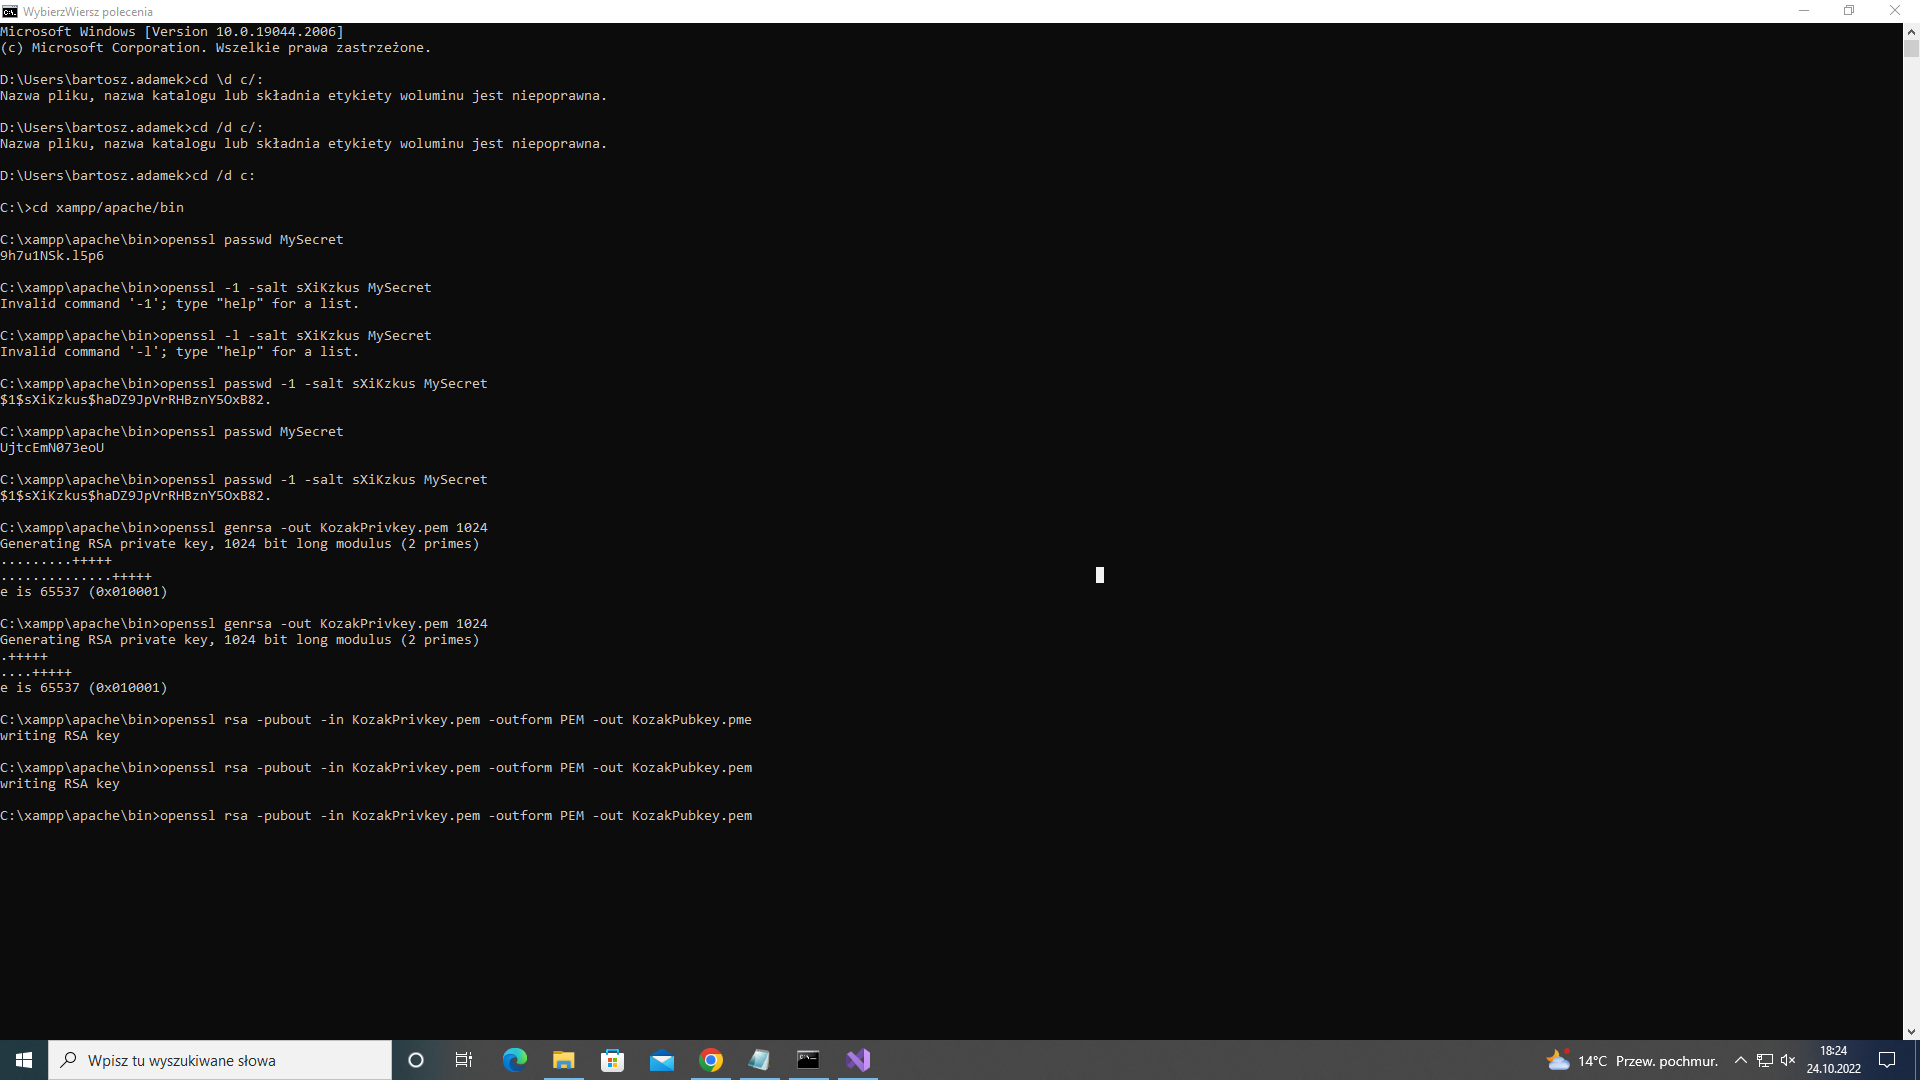 WybierzWiersz polecenia
Microsoft Windows [Version 10.0.19044.2006]
(c) Microsoft Corporation. Wszelkie prawa zastrzeżone.
D:\Users\bartosz.adamek>cd \d c/:
Nazwa pliku, nazwa katalogu lub składnia etykiety woluminu jest niepoprawna.
D:\Users\bartosz.adamek>cd /d c/:
Nazwa pliku, nazwa katalogu lub składnia etykiety woluminu jest niepoprawna.
D:\Users\bartosz.adamek>cd /d c:
C:\>cd xampp/apache/bin
C:\xampp\apache\bin>openssl passwd MySecret
9h7u1NSk.l5p6
C:\xampp\apache\bin>openssl -1 -salt sXiKzkus MySecret
Invalid command '-1'; type "help" for a list.
C:\xampp\apache\bin>openssl -l -salt sXiKzkus MySecret
Invalid command '-l'; type "help" for a list.
C:\xampp\apache\bin>openssl passwd -1 -salt sXiKzkus MySecret
$1$sXiKzkus$haDZ9JpVrRHBznY5OxB82.
C:\xampp\apache\bin>openssl passwd MySecret
UjtcEmN073eoU
C:\xampp\apache\bin>openssl passwd -1 -salt sXiKzkus MySecret
$1$sXiKzkus$haDZ9JpVrRHBznY5OxB82.
C:\xampp\apache\bin>openssl genrsa -out KozakPrivkey.pem 1024
Generating RSA private key, 1024 bit long modulus (2 primes)
.........+++++
..............+++++
e is 65537 (0x010001)
C:\xampp\apache\bin>openssl genrsa -out KozakPrivkey.pem 1024
Generating RSA private key, 1024 bit long modulus (2 primes)
.+++++
....+++++
e is 65537 (0x010001)
C:\xampp\apache\bin>openssl rsa -pubout -in KozakPrivkey.pem -outform PEM -out KozakPubkey.pme
writing RSA key
C:\xampp\apache\bin>openssl rsa -pubout -in KozakPrivkey.pem -outform PEM -out KozakPubkey.pem
writing RSA key
C:\xampp\apache\bin>openssl rsa -pubout -in KozakPrivkey.pem -outform PEM -out KozakPubkey.pem
Wpisz tu wyszukiwane słowa
14°C Przew. pochmur.
18:24
24.10.2022